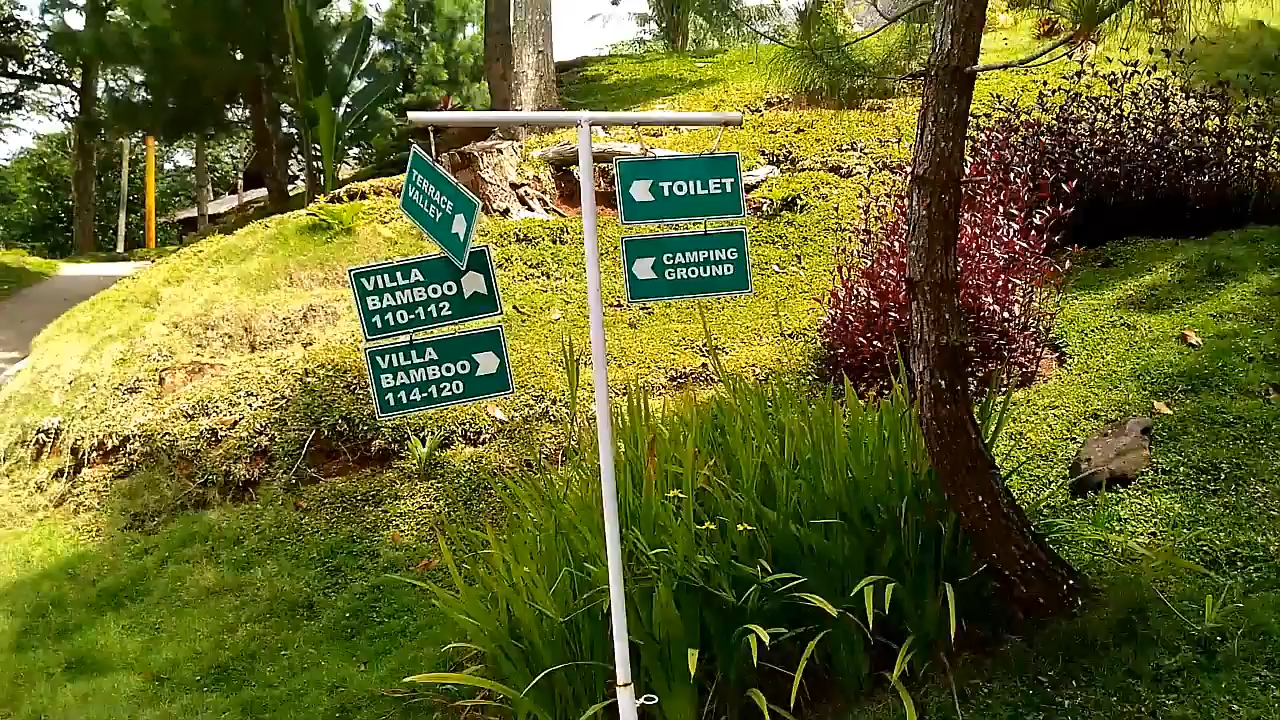 TERRACE
VALLEY
VILLA
BAMBOO
110-112
VILLA
BAMBOO
114-120
TOILET
CAMPING
GROUND